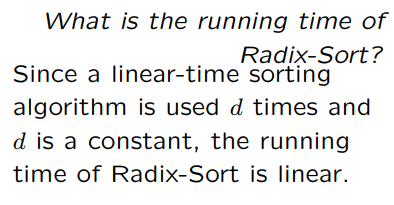 What is the running time of
Radix-Sort?
Since a linear-time sorting
algorithm is used d times and
d is a constant, the running
time of Radix-Sort is linear.